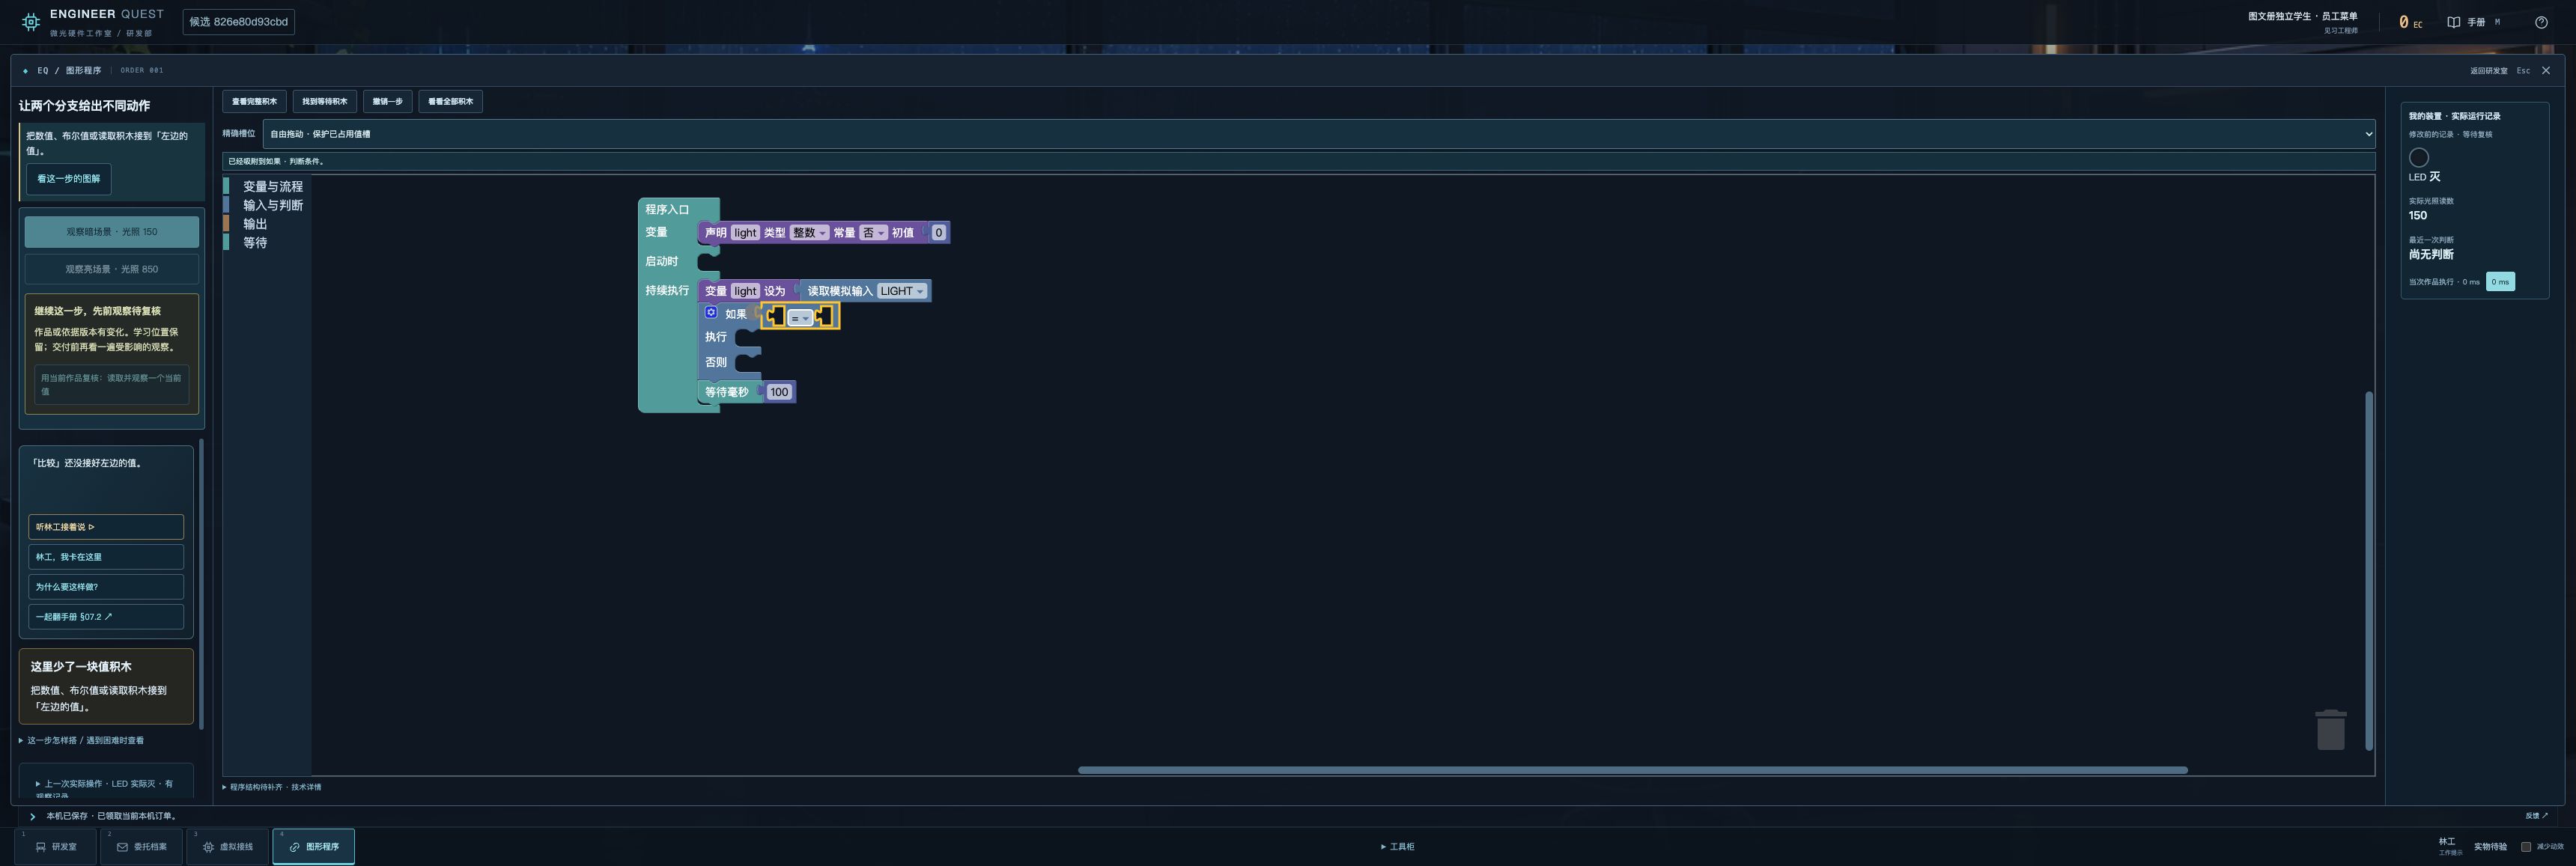 ENGINEER QUEST
微光硬件工作室 / 研发部
候选 826e80d93cbd
图文册独立学生 · 员工菜单
见习工程师
0 EC
手册 M
EQ / 图形程序 | ORDER 001
返回研发室 Esc
让两个分支给出不同动作
把数值、布尔值或读取积木接到「左边的
值」。
看这一步的图解
观察暗场景 · 光照 150
观察亮场景 · 光照 850
继续这一步，先前观察待复核
作品或依据版本有变化。学习位置保
留；交付前再看一遍受影响的观察。
用当前作品复核：读取并观察一个当前
值
「比较」还没接好左边的值。
听林工接着说
林工，我卡在这里
为什么要这样做？
一起翻手册 §07.2 ↗
这里少了一块值积木
把数值、布尔值或读取积木接到
「左边的值」。
这一步怎样搭 / 遇到困难时查看
上一次实际操作 · LED 实际灭 · 有
观察记录
查看完整积木
找到等待积木
撤销一步
看看全部积木
精确槽位
自由拖动 · 保护已占用值槽
已经吸附到如果 · 判断条件。
变量与流程
输入与判断
输出
等待
程序入口
变量 声明 light 类型 整数 常量 否 初值 0
启动时
持续执行 变量 light 设为 读取模拟输入 LIGHT
如果 =
执行
否则
等待毫秒 100
程序结构待补齐 · 技术详情
我的装置 · 实际运行记录
修改前的记录 · 等待复核
LED 灭
实际光照读数
150
最近一次判断
尚无判断
当次作品执行 · 0 ms 0 ms
本机已保存 · 已领取当前本机订单。
反馈 ↗
1 研发室
2 委托档案
3 虚拟接线
4 图形程序
工具柜
林工
工作提示
实物待验
减少动效